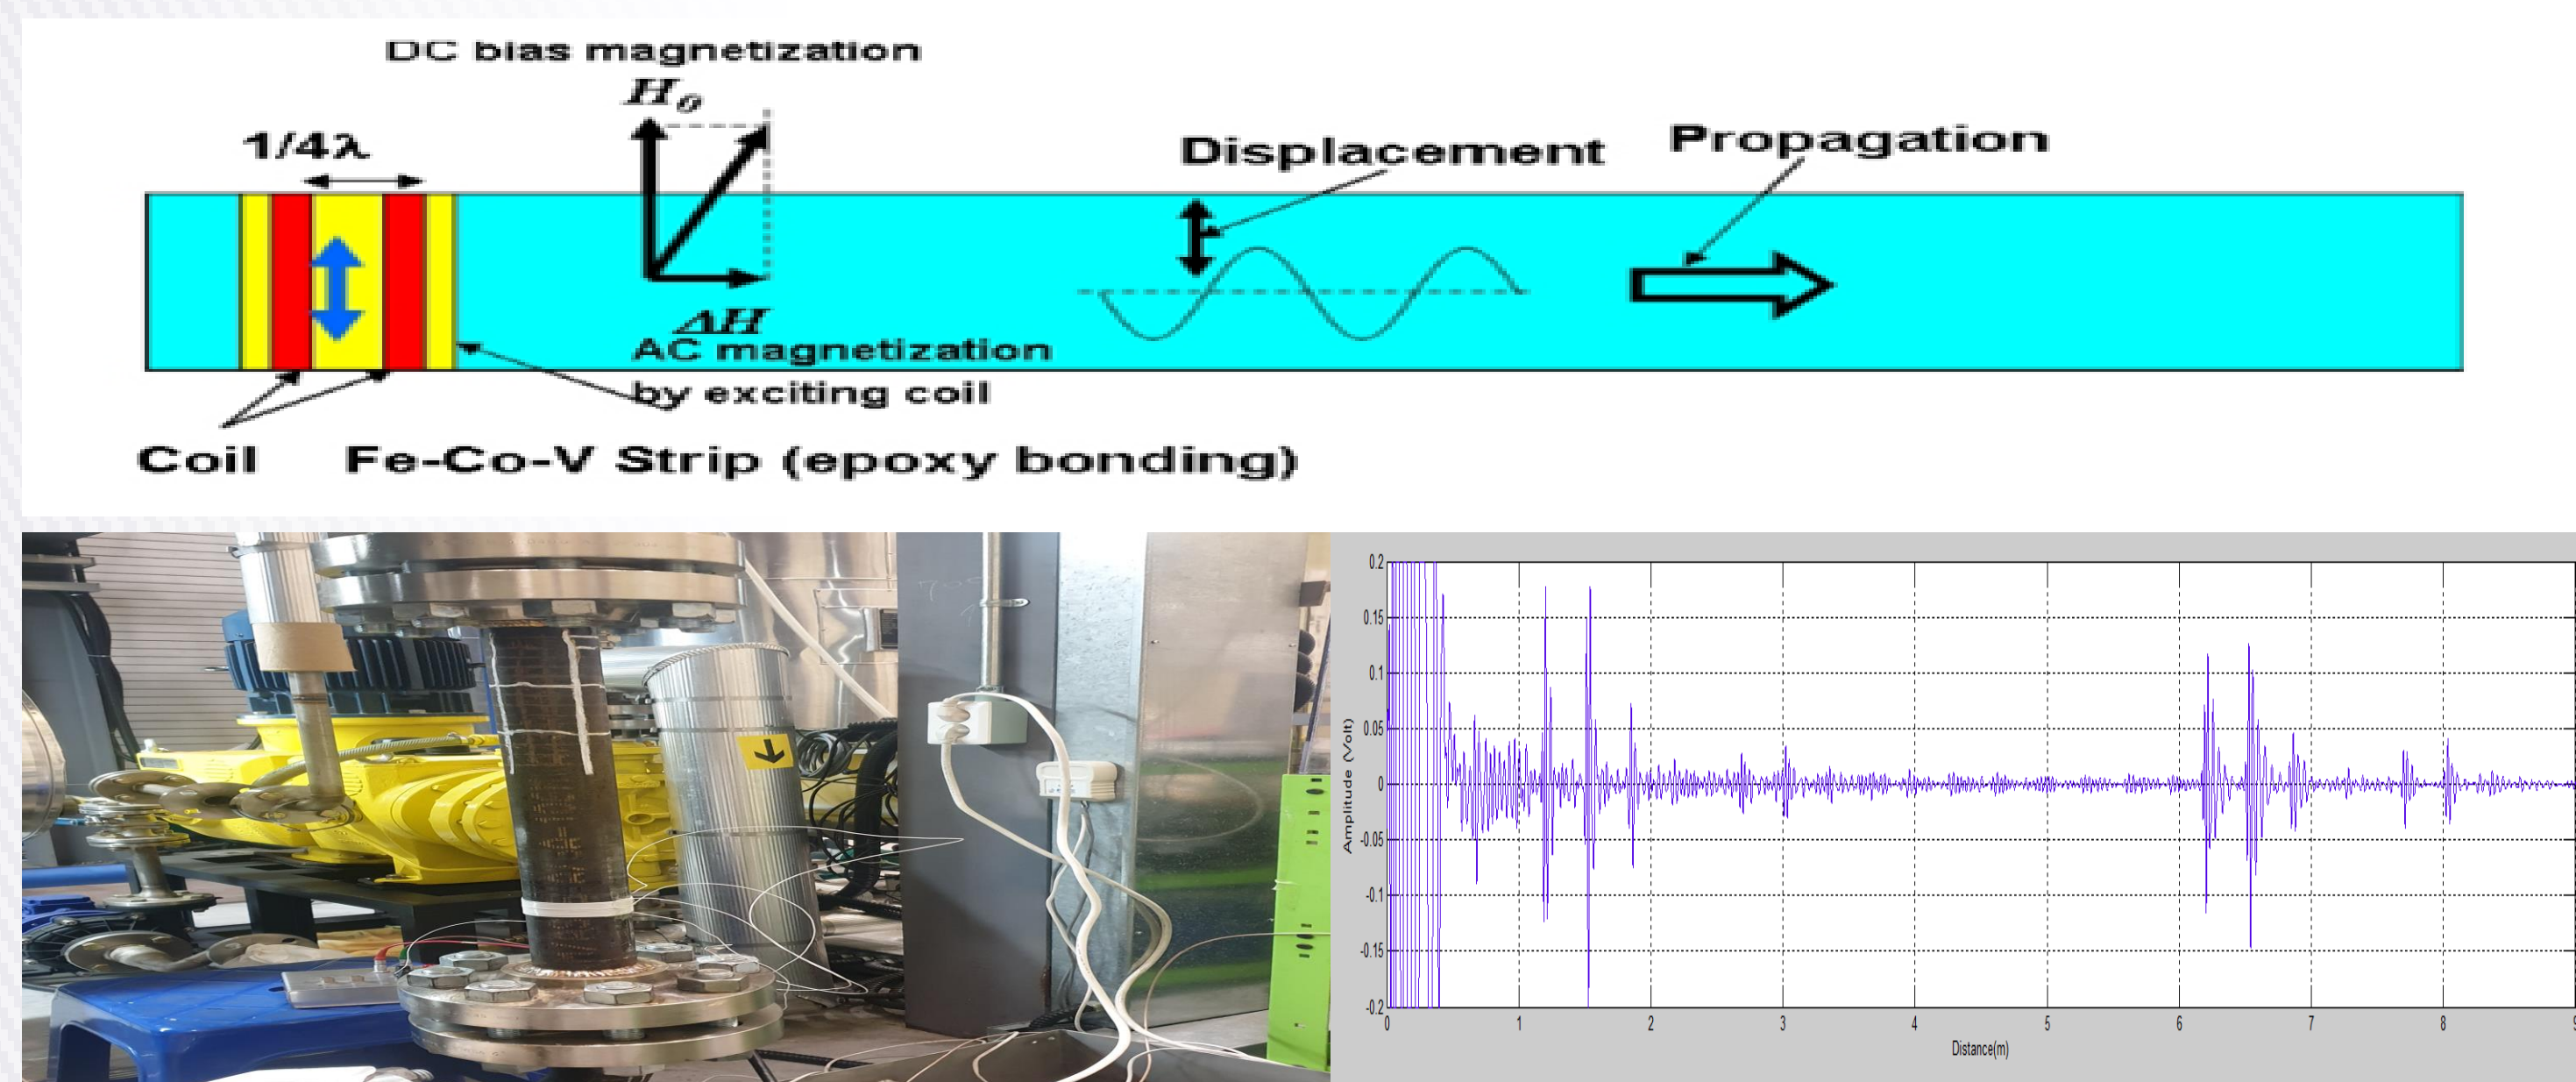 DC bias magnetization
H₀
1/4λ
Displacement
Propagation
ΔH
AC magnetization
by exciting coil
Coil
Fe-Co-V Strip (epoxy bonding)
0.2
0.15
0.1
0.05
0
-0.05
-0.1
-0.15
-0.2
Amplitude (Volt)
0 1 2 3 4 5 6 7 8 9
Distance(m)